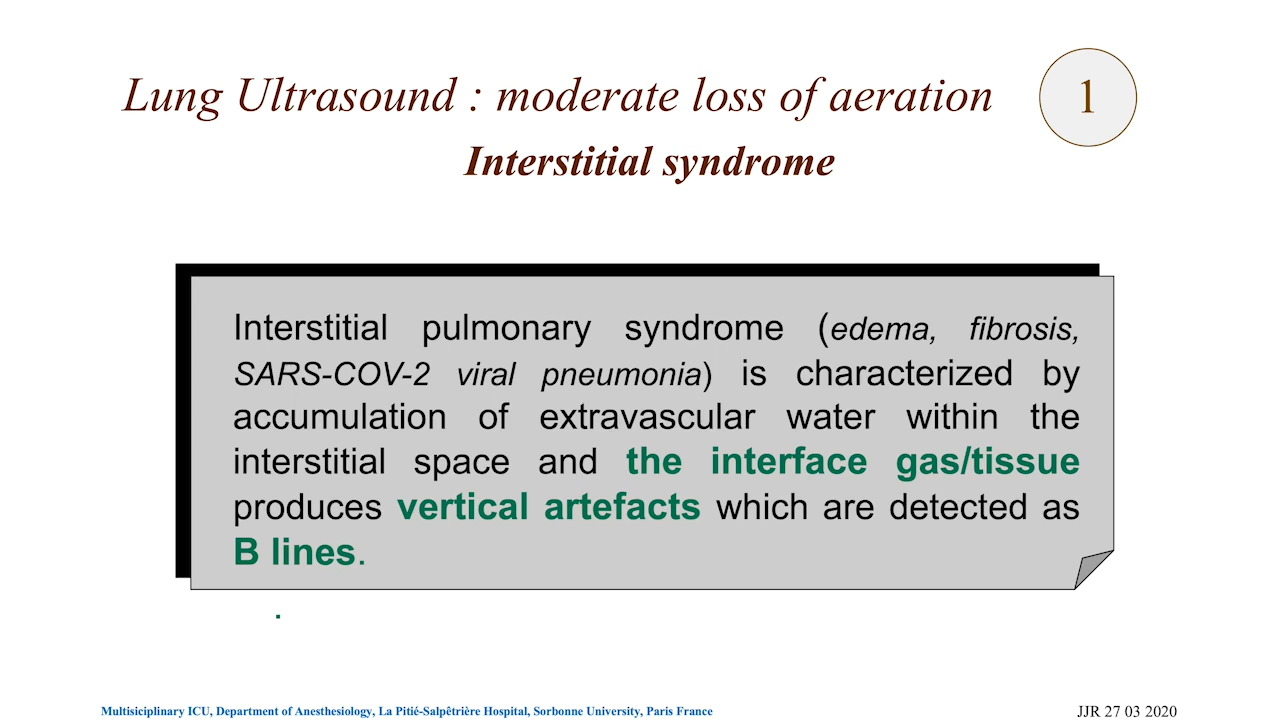 Lung Ultrasound : moderate loss of aeration
1
Interstitial syndrome
Interstitial pulmonary syndrome (edema, fibrosis,
SARS-COV-2 viral pneumonia) is characterized by
accumulation of extravascular water within the
interstitial space and the interface gas/tissue
produces vertical artefacts which are detected as
B lines.
.
Multisiciplinary ICU, Department of Anesthesiology, La Pitié-Salpêtrière Hospital, Sorbonne University, Paris France
JJR 27 03 2020